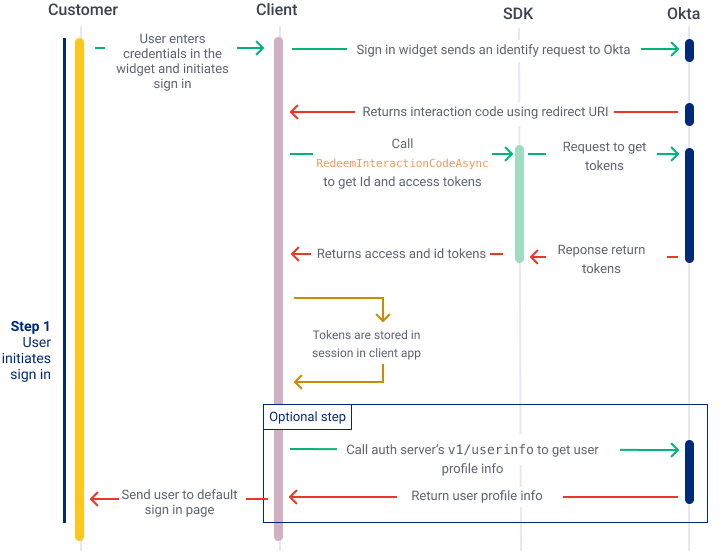 Customer
Client
SDK
Okta
User enters
credentials in the
widget and initiates
sign in
Sign in widget sends an identify request to Okta
Returns interaction code using redirect URI
Call
RedeemInteractionCodeAsync
to get Id and access tokens
Request to get
tokens
Returns access and id tokens
Reponse return
tokens
Step 1
User
initiates
sign in
Tokens are stored in
session in client app
Optional step
Call auth server's v1/userinfo to get user
profile info
Send user to default
sign in page
Return user profile info